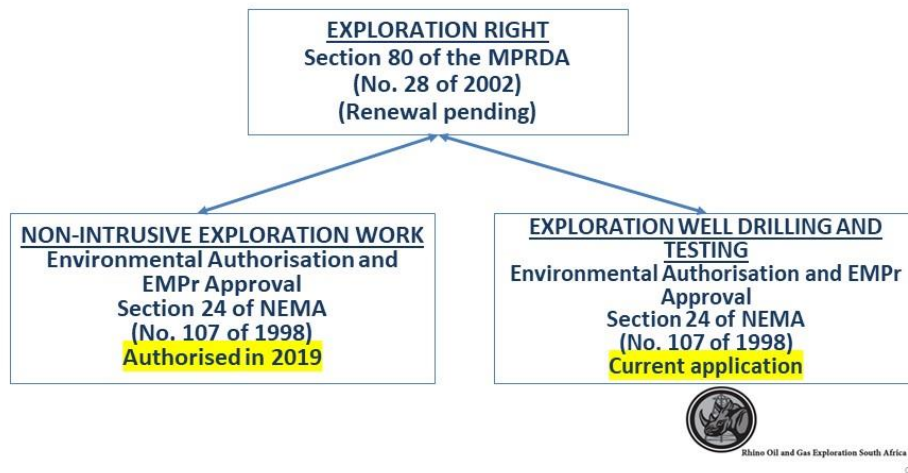 EXPLORATION RIGHT
Section 80 of the MPRDA
(No. 28 of 2002)
(Renewal pending)
NON-INTRUSIVE EXPLORATION WORK
Environmental Authorisation and
EMPr Approval
Section 24 of NEMA
(No. 107 of 1998)
Authorised in 2019
EXPLORATION WELL DRILLING AND
TESTING
Environmental Authorisation and EMPr
Approval
Section 24 of NEMA
(No. 107 of 1998)
Current application
Rhino Oil and Gas Exploration South Africa